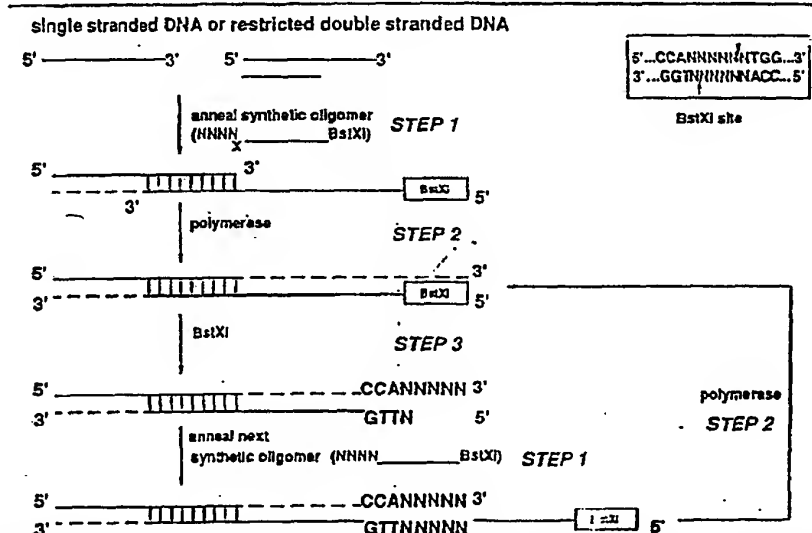 single stranded DNA or restricted double stranded DNA
5' 3' 5' 3'
5'...CCANNNNNNTGG...3'
3'...GGTNNNNNNACC...5'
BstXI site
anneal synthetic oligomer
(NNNN BstXI) STEP 1
x
3'
5' BstXI 5'
3'
polymerase STEP 2
5' 3'
3' BstXI 5'
BstXI STEP 3
5' CCANNNNN 3'
3' GTTN 5'
polymerase
STEP 2
anneal next
synthetic oligomer (NNNN BstXI) STEP 1
5' CCANNNNN 3'
3' GTTNNNNN 5'